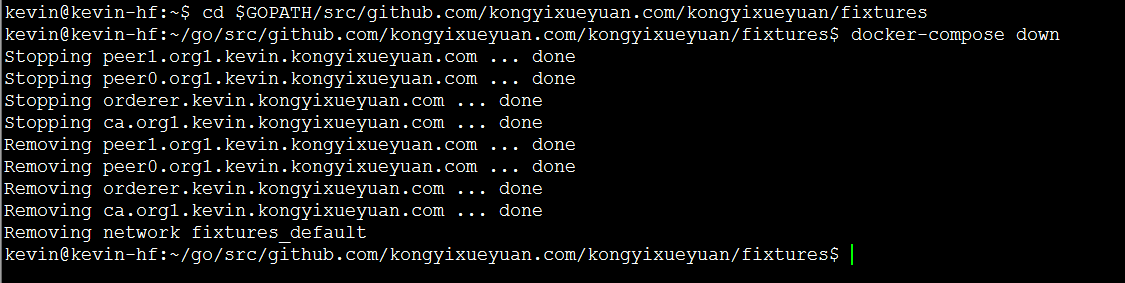 kevin@kevin-hf:~$ cd $GOPATH/src/github.com/kongyixueyuan.com/kongyixueyuan/fixtures
kevin@kevin-hf:~/go/src/github.com/kongyixueyuan.com/kongyixueyuan/fixtures$ docker-compose down
Stopping peer1.org1.kevin.kongyixueyuan.com ... done
Stopping peer0.org1.kevin.kongyixueyuan.com ... done
Stopping orderer.kevin.kongyixueyuan.com ... done
Stopping ca.org1.kevin.kongyixueyuan.com ... done
Removing peer1.org1.kevin.kongyixueyuan.com ... done
Removing peer0.org1.kevin.kongyixueyuan.com ... done
Removing orderer.kevin.kongyixueyuan.com ... done
Removing ca.org1.kevin.kongyixueyuan.com ... done
Removing network fixtures_default
kevin@kevin-hf:~/go/src/github.com/kongyixueyuan.com/kongyixueyuan/fixtures$